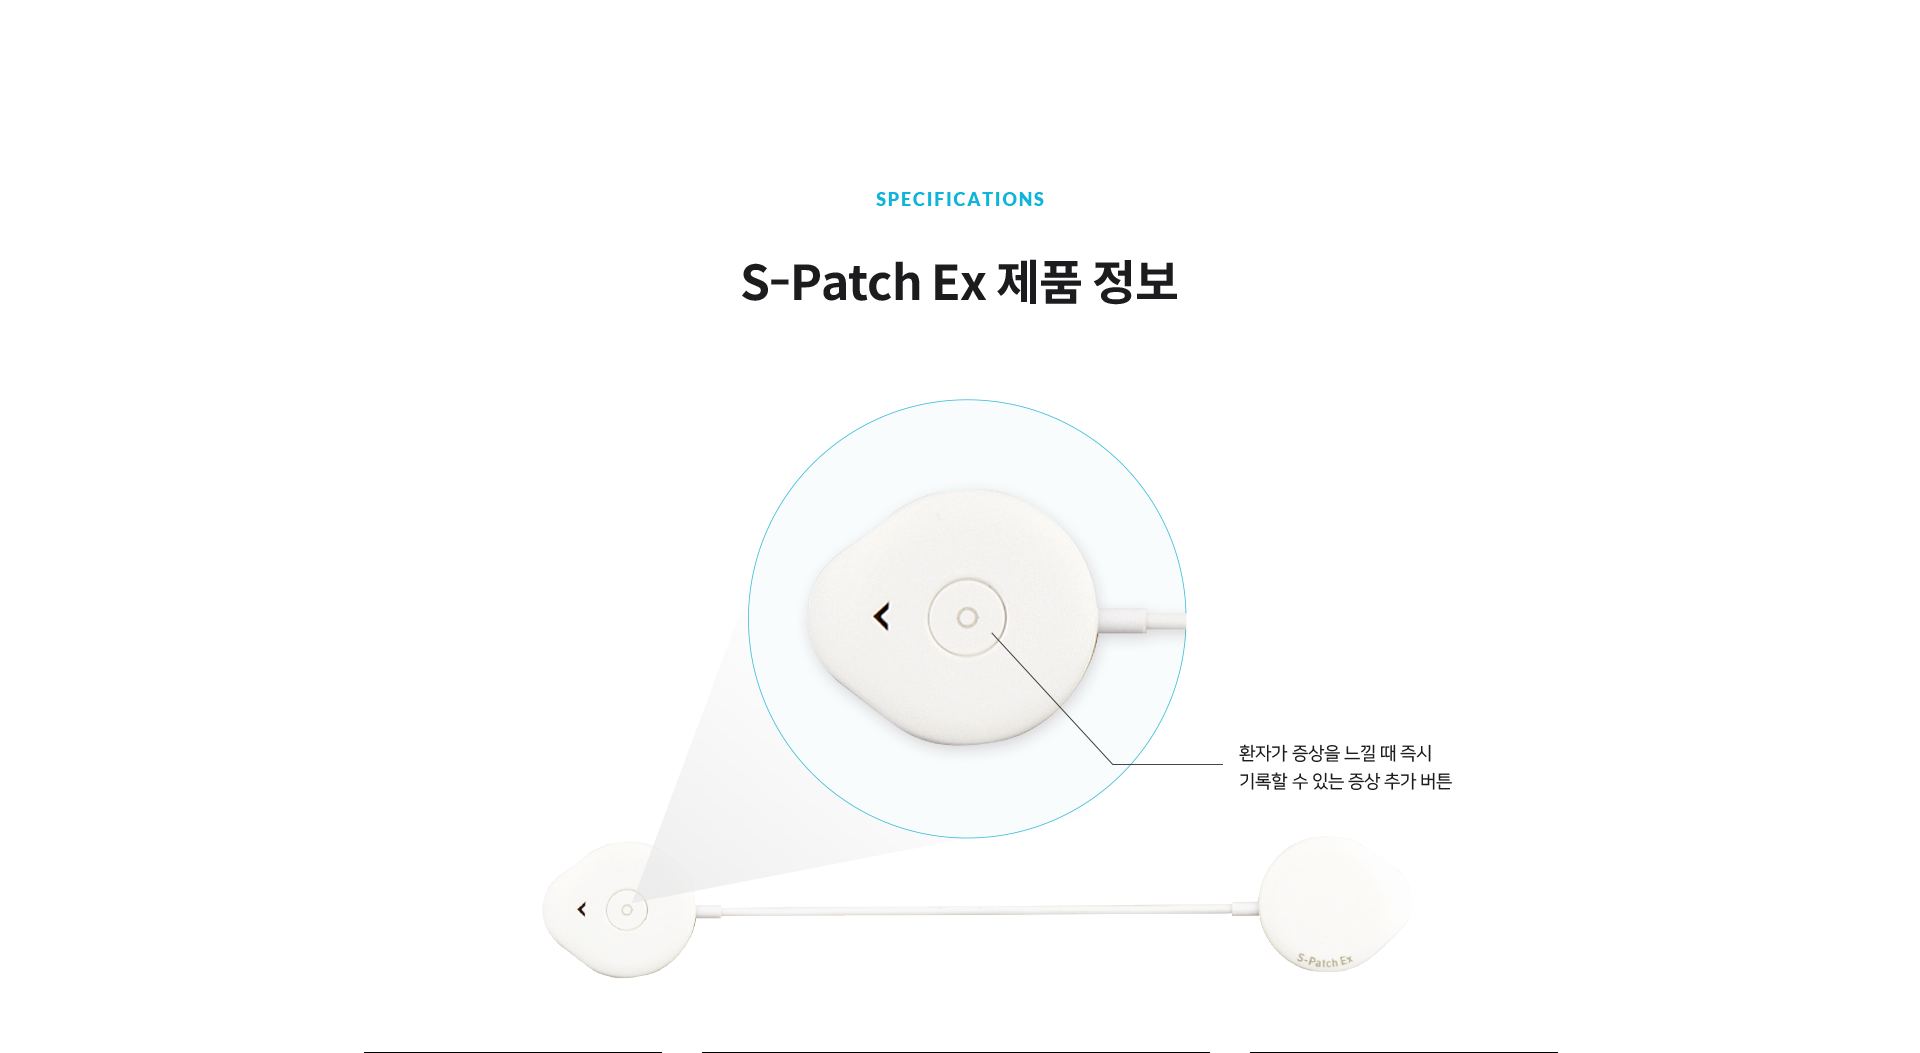 SPECIFICATIONS
S-Patch Ex 제품 정보
환자가 증상을 느낄 때 즉시
기록할 수 있는 증상 추가 버튼
S-Patch Ex